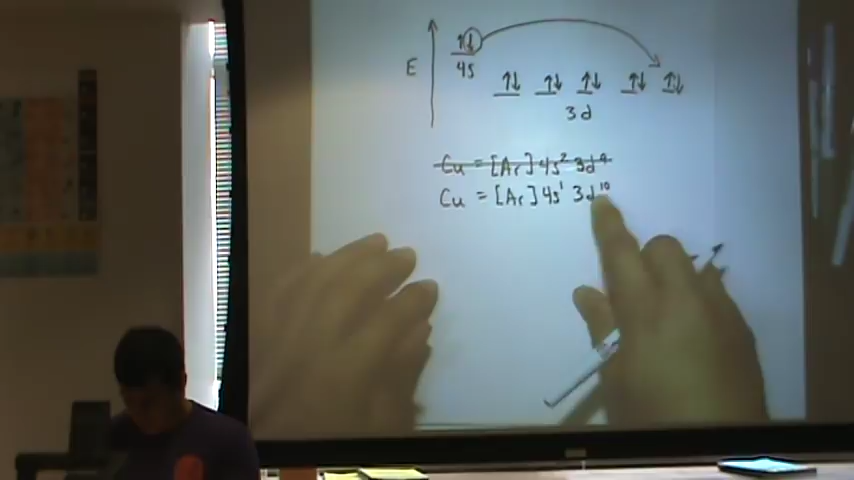 E
4s
3d
Cu = [Ar] 4s² 3d⁹
Cu = [Ar] 4s¹ 3d¹⁰